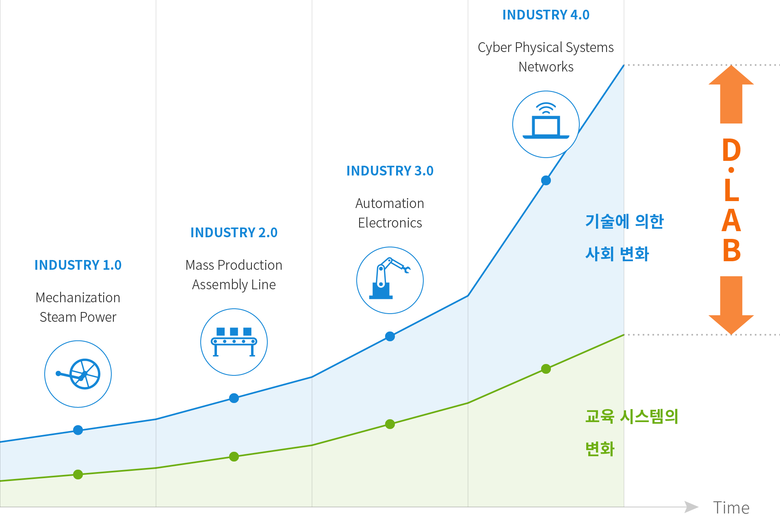 INDUSTRY 1.0
Mechanization
Steam Power
INDUSTRY 2.0
Mass Production
Assembly Line
INDUSTRY 3.0
Automation
Electronics
INDUSTRY 4.0
Cyber Physical Systems
Networks
기술에 의한
사회 변화
교육 시스템의
변화
D·LAB
Time